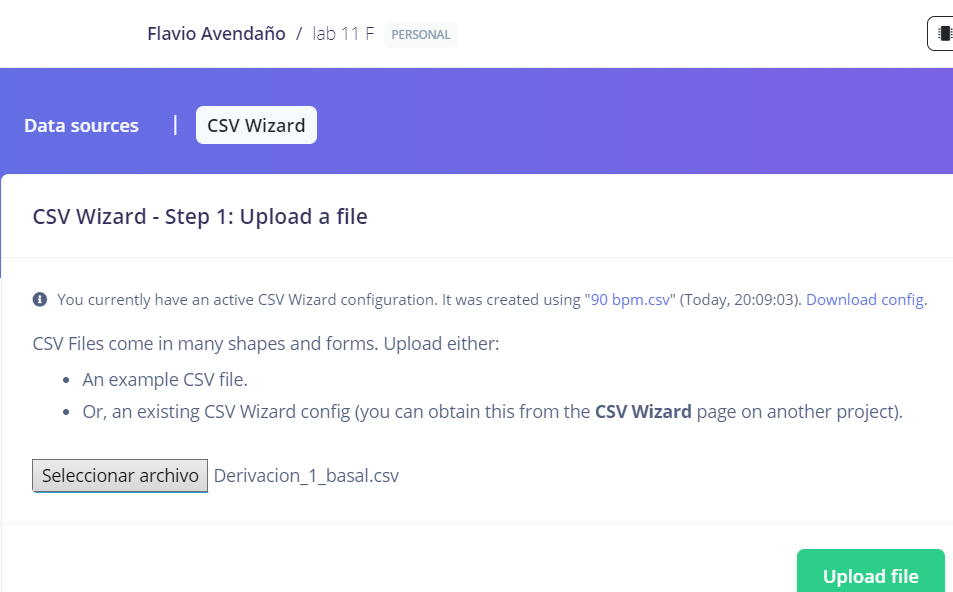 Flavio Avendaño / lab 11 F PERSONAL
Data sources | CSV Wizard
CSV Wizard - Step 1: Upload a file
You currently have an active CSV Wizard configuration. It was created using "90 bpm.csv" (Today, 20:09:03). Download config.
CSV Files come in many shapes and forms. Upload either:
• An example CSV file.
• Or, an existing CSV Wizard config (you can obtain this from the CSV Wizard page on another project).
Seleccionar archivo Derivacion_1_basal.csv
Upload file